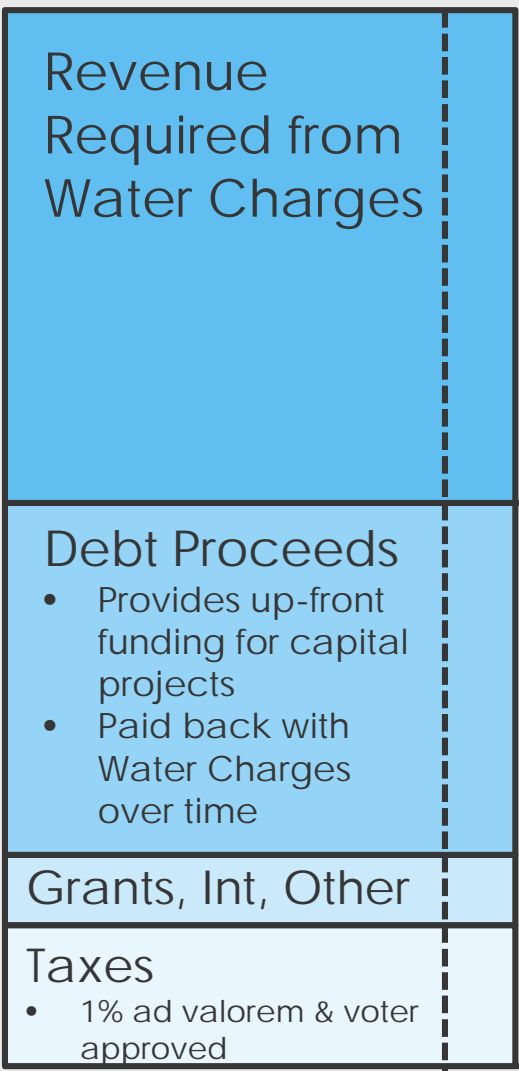 Revenue
Required from
Water Charges
Debt Proceeds
• Provides up-front
funding for capital
projects
• Paid back with
Water Charges
over time
Grants, Int, Other
Taxes
• 1% ad valorem & voter
approved